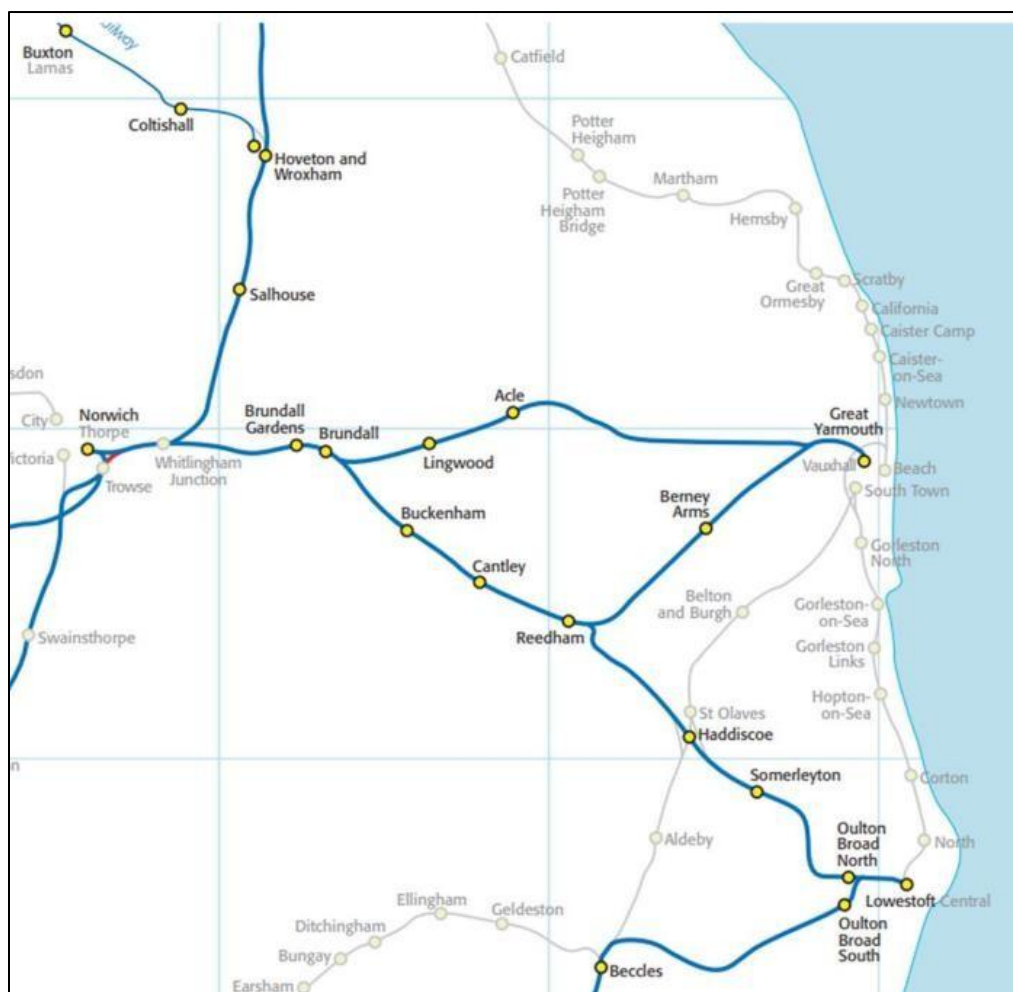 ilway
Buxton
Lamas
Coltishall
Hoveton and
Wroxham
Catfield
Potter
Heigham
Potter
Heigham
Bridge
Martham
Hemsby
Salhouse
Great
Ormesby
Scratby
California
Caister Camp
Caister-
on-Sea
Newtown
sdon
City
ictoria
Norwich
Thorpe
Trowse
Whitlingham
Junction
Brundall
Gardens
Brundall
Lingwood
Acle
Great
Yarmouth
Vauxhall
Beach
South Town
Buckenham
Berney
Arms
Gorleston
North
Cantley
Reedham
Belton
and Burgh
Gorleston-
on-Sea
Gorleston
Links
Swainsthorpe
Hopton-
on-Sea
St Olaves
Haddiscoe
n
Somerleyton
Corton
Aldeby
Oulton
Broad
North
North
Lowestoft Central
Oulton
Broad
South
Ellingham
Geldeston
Ditchingham
Bungay
Earsham
Beccles